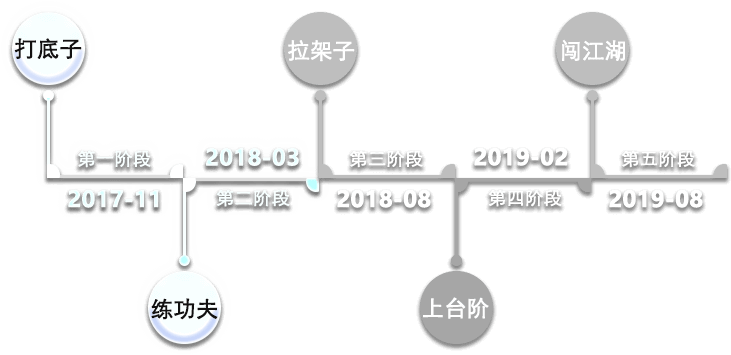 打底子
拉架子
闯江湖
第一阶段
2018-03
第三阶段
2019-02
第五阶段
2017-11
第二阶段
2018-08
第四阶段
2019-08
练功夫
上台阶